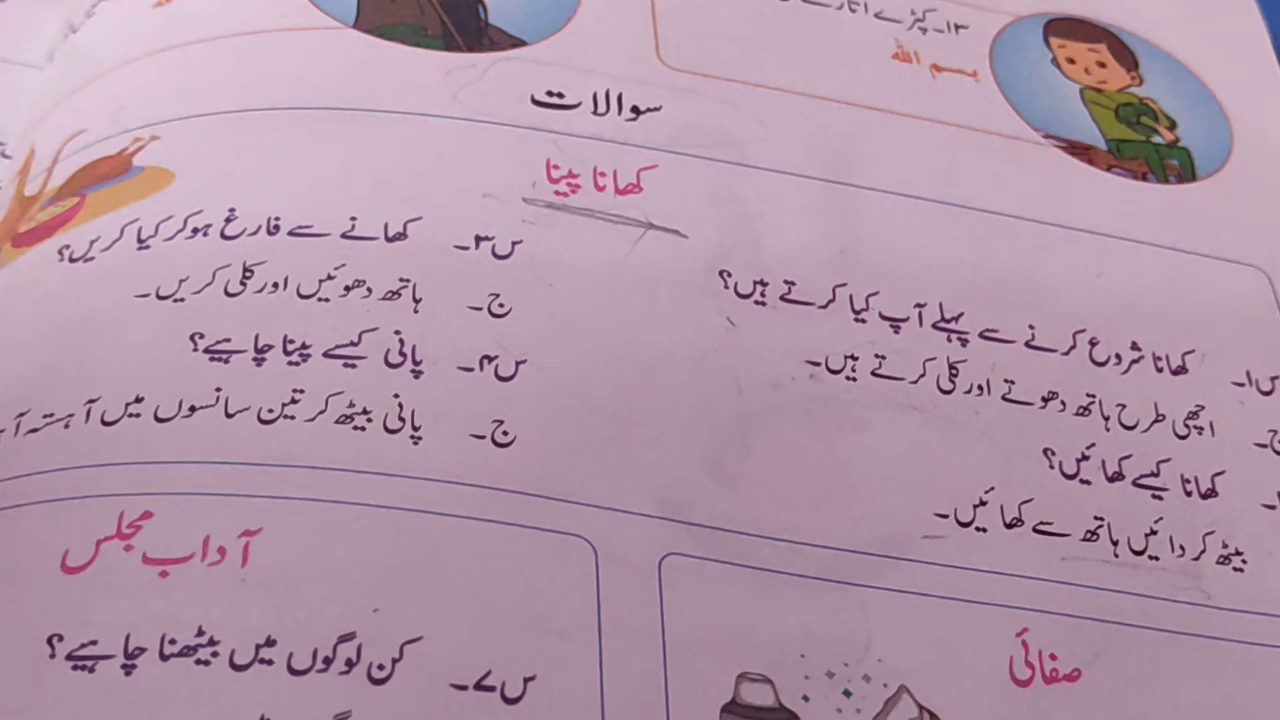 ۱۳۔ کپڑے اتارنے
بسم اللہ
سوالات
کھانا پینا
س۱۔ کھانا شروع کرنے سے پہلے آپ کیا کرتے ہیں؟
ج۔ اچھی طرح ہاتھ دھوتے اور کلی کرتے ہیں۔
کھانا کیسے کھائیں؟
بیٹھ کر دائیں ہاتھ سے کھائیں۔
س۳۔ کھانے سے فارغ ہوکر کیا کریں؟
ج۔ ہاتھ دھوئیں اور کلی کریں۔
س۴۔ پانی کیسے پینا چاہیے؟
ج۔ پانی بیٹھ کر تین سانسوں میں آہستہ
صفائی
آداب مجلس
س۷۔ کن لوگوں میں بیٹھنا چاہیے؟